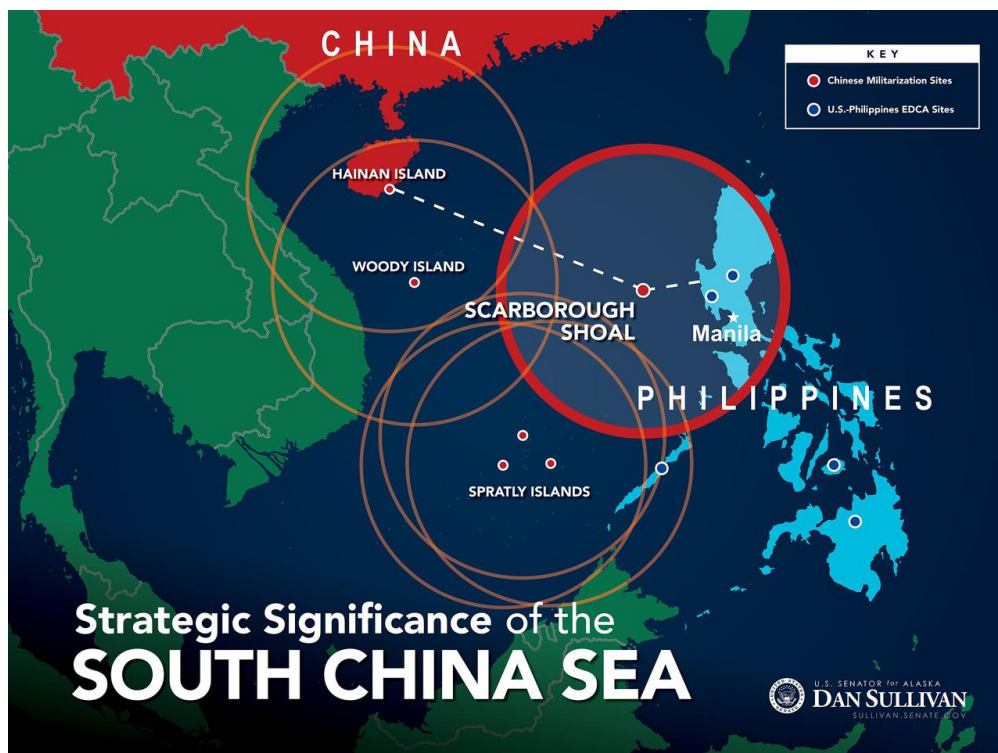 CHINA
KEY
Chinese Militarization Sites
U.S.-Philippines EDCA Sites
HAINAN ISLAND
WOODY ISLAND
SCARBOROUGH
SHOAL
Manila
PHILIPPINES
SPRATLY ISLANDS
Strategic Significance of the
SOUTH CHINA SEA
U.S. SENATOR for ALASKA
DAN SULLIVAN
SULLIVAN.SENATE.GOV